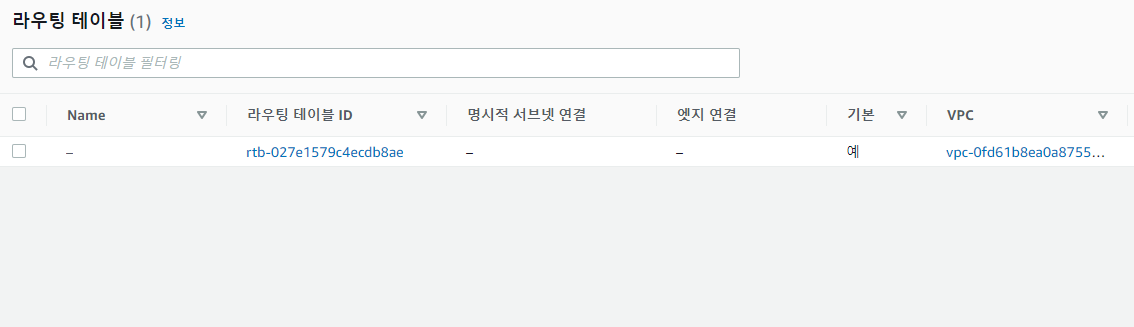 라우팅 테이블 (1) 정보
라우팅 테이블 필터링
Name 라우팅 테이블 ID 명시적 서브넷 연결 엣지 연결 기본 VPC
– rtb-027e1579c4ecdb8ae – – 예 vpc-0fd61b8ea0a8755…